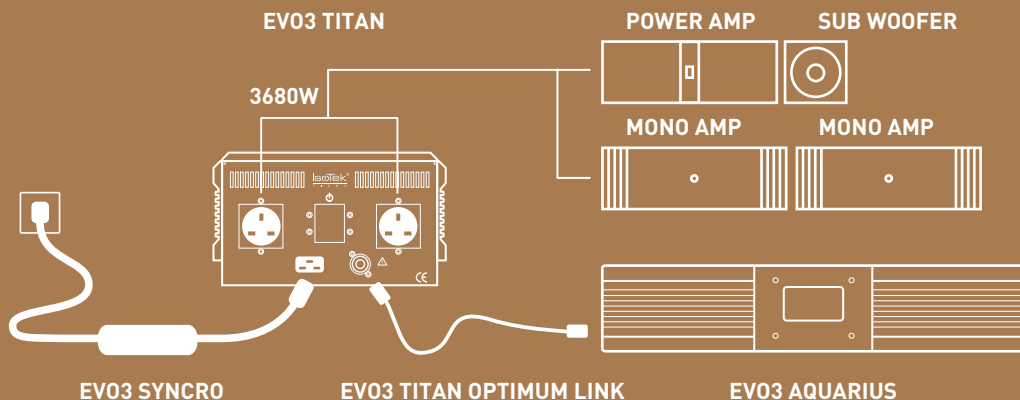 EVO3 TITAN
POWER AMP
SUB WOOFER
3680W
MONO AMP
MONO AMP
IsoTek®
CE
EVO3 SYNCRO
EVO3 TITAN OPTIMUM LINK
EVO3 AQUARIUS